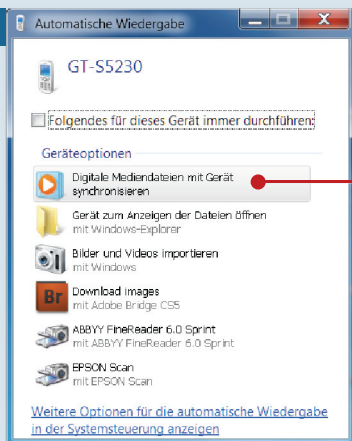 Automatische Wiedergabe
GT-S5230
Folgendes für dieses Gerät immer durchführen:
Geräteoptionen
Digitale Mediendateien mit Gerät
synchronisieren
Gerät zum Anzeigen der Dateien öffnen
mit Windows-Explorer
Bilder und Videos importieren
mit Windows
Br
Download images
mit Adobe Bridge CS5
ABBYY FineReader 6.0 Sprint
mit ABBYY FineReader 6.0 Sprint
EPSON Scan
mit EPSON Scan
Weitere Optionen für die automatische Wiedergabe
in der Systemsteuerung anzeigen